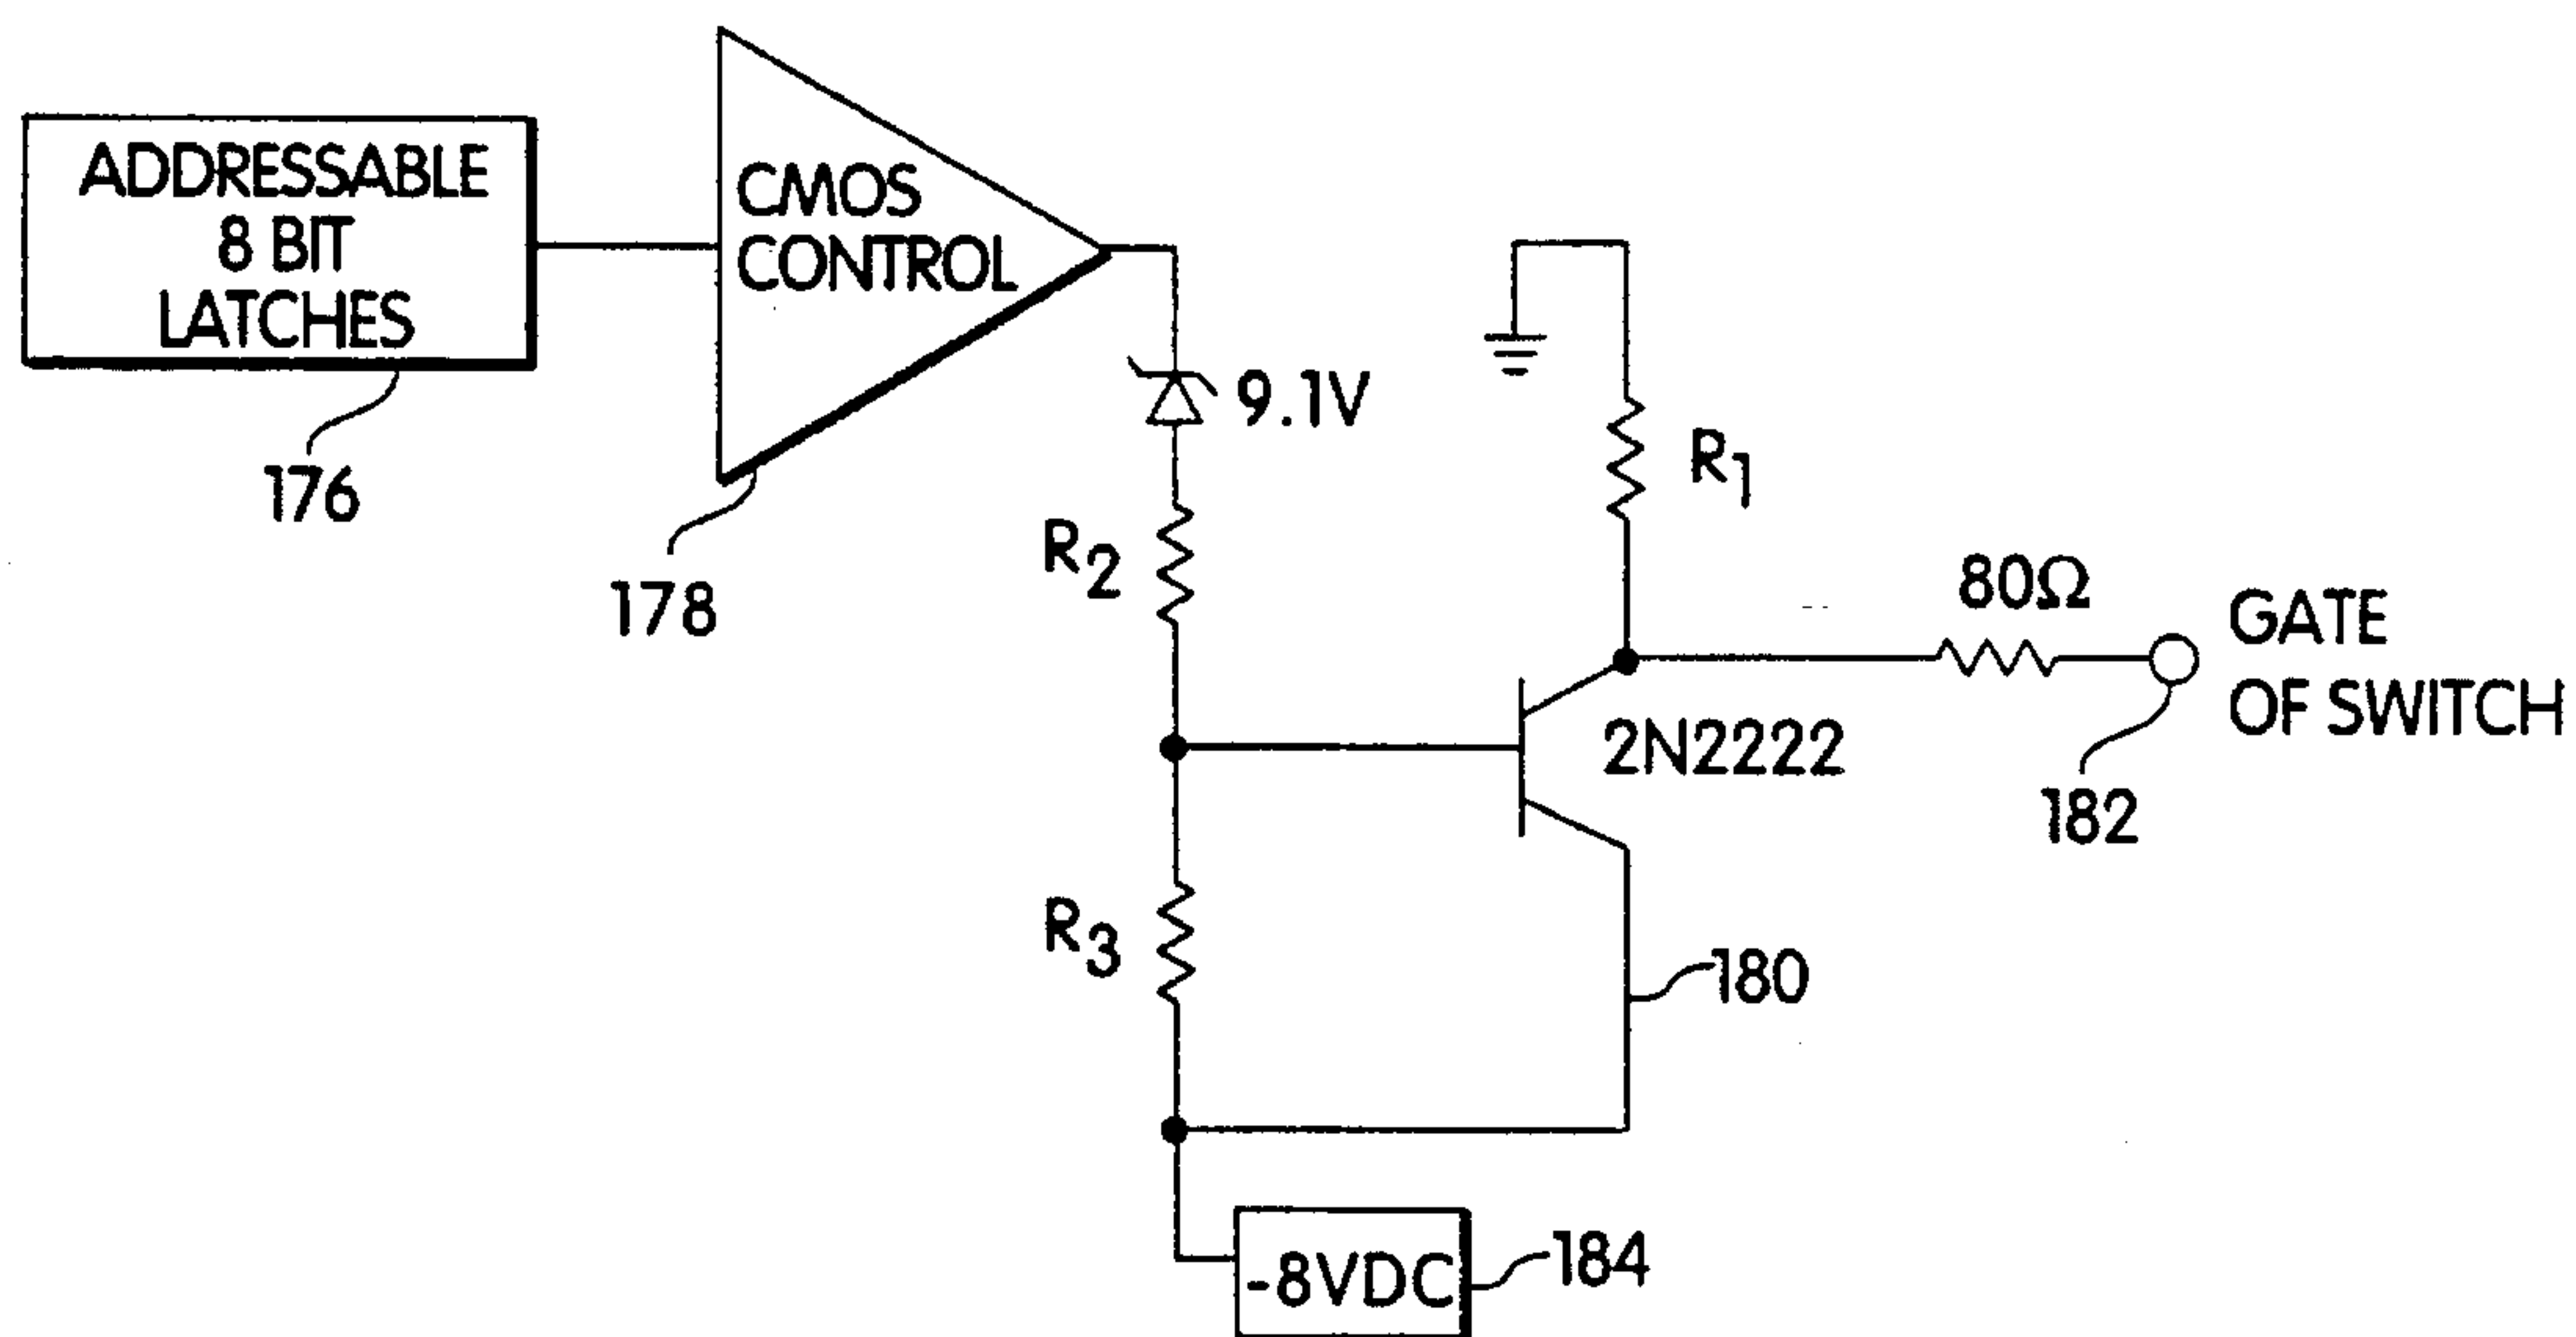 ADDRESSABLE
8 BIT
LATCHES
176
CMOS
CONTROL
178
9.1V
R2
R1
80Ω
GATE
OF SWITCH
182
2N2222
R3
180
-8VDC
184